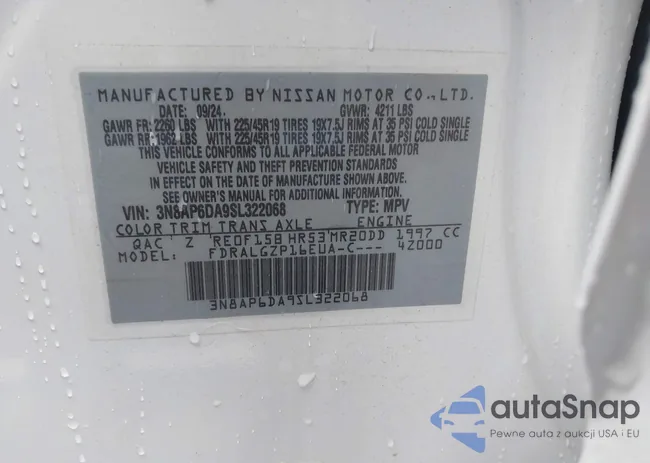 MANUFACTURED BY NISSAN MOTOR CO.,LTD.
DATE: 09/24 GVWR: 4211 LBS
GAWR FR: 2269 LBS WITH 225/45R19 TIRES 19X7.5J RIMS AT 35 PSI COLD SINGLE
GAWR RR: 1962 LBS WITH 225/45R19 TIRES 19X7.5J RIMS AT 35 PSI COLD SINGLE
THIS VEHICLE CONFORMS TO ALL APPLICABLE FEDERAL MOTOR
VEHICLE SAFETY AND THEFT PREVENTION STANDARDS
IN EFFECT ON THE DATE OF MANUFACTURE SHOWN ABOVE.
SEE OWNER'S MANUAL FOR ADDITIONAL INFORMATION.
VIN: 3N8AP6DA9SL322068 TYPE: MPV
COLOR TRIM TRANS AXLE ENGINE
QAC Z RE0F15B HR53 MR20DD 1997 CC
MODEL: FDRALGZP16EUA-C--- 4Z000
3N8AP6DA9SL322068
autaSnap
Pewne auta z aukcji USA i EU